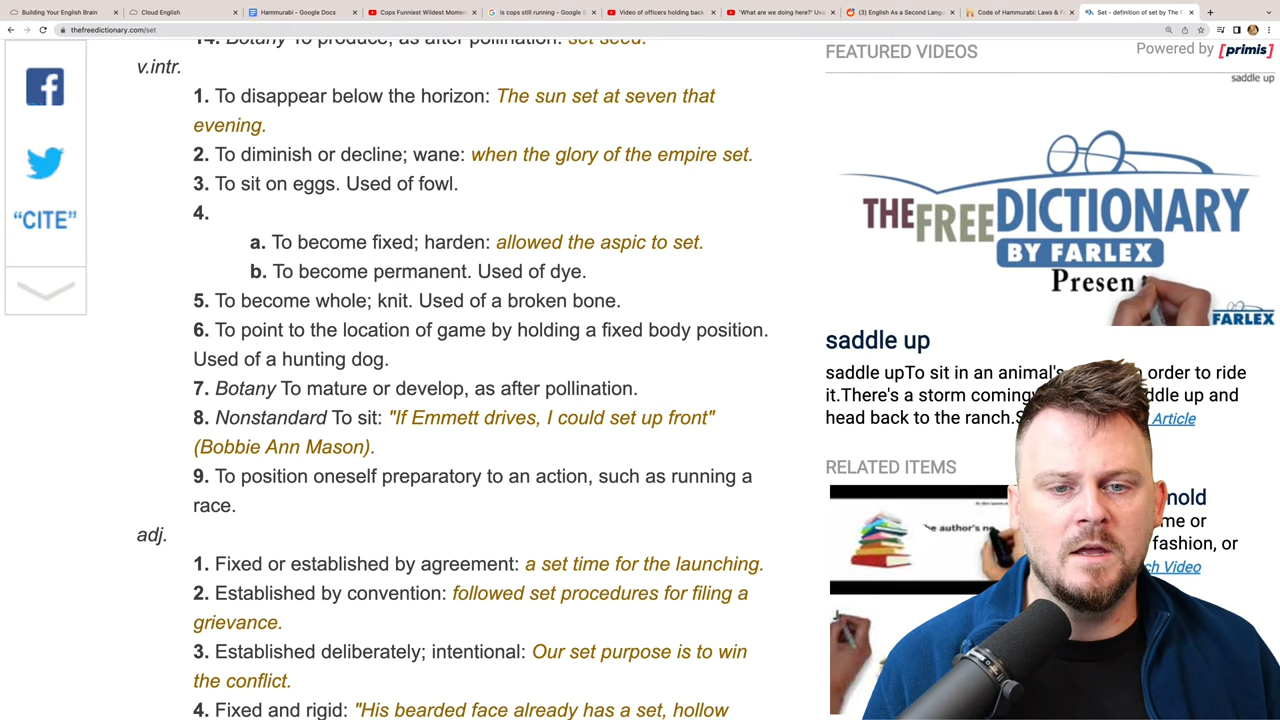 Building Your English Brain
Cloud English
Hammurabi - Google Docs
Cops Funniest Wildest Momen
is cops still running - Google S
Video of officers holding back
'What are we doing here?' Uva
(3) English As a Second Lang
Code of Hammurabi: Laws & F
Set - definition of set by The F
thefreedictionary.com/set
14. Botany To produce, as after pollination: set seed.
v.intr.
1. To disappear below the horizon: The sun set at seven that
evening.
2. To diminish or decline; wane: when the glory of the empire set.
3. To sit on eggs. Used of fowl.
4.
a. To become fixed; harden: allowed the aspic to set.
b. To become permanent. Used of dye.
5. To become whole; knit. Used of a broken bone.
6. To point to the location of game by holding a fixed body position.
Used of a hunting dog.
7. Botany To mature or develop, as after pollination.
8. Nonstandard To sit: "If Emmett drives, I could set up front"
(Bobbie Ann Mason).
9. To position oneself preparatory to an action, such as running a
race.
adj.
1. Fixed or established by agreement: a set time for the launching.
2. Established by convention: followed set procedures for filing a
grievance.
3. Established deliberately; intentional: Our set purpose is to win
the conflict.
4. Fixed and rigid: "His bearded face already has a set, hollow
"CITE"
FEATURED VIDEOS
Powered by [primis]
saddle up
THEFREEDICTIONARY
BY FARLEX
Presen
FARLEX
saddle up
saddle upTo sit in an animal's order to ride
it.There's a storm coming ddle up and
head back to the ranch.S Article
RELATED ITEMS
he author's n
nold
me or
fashion, or
ch Video